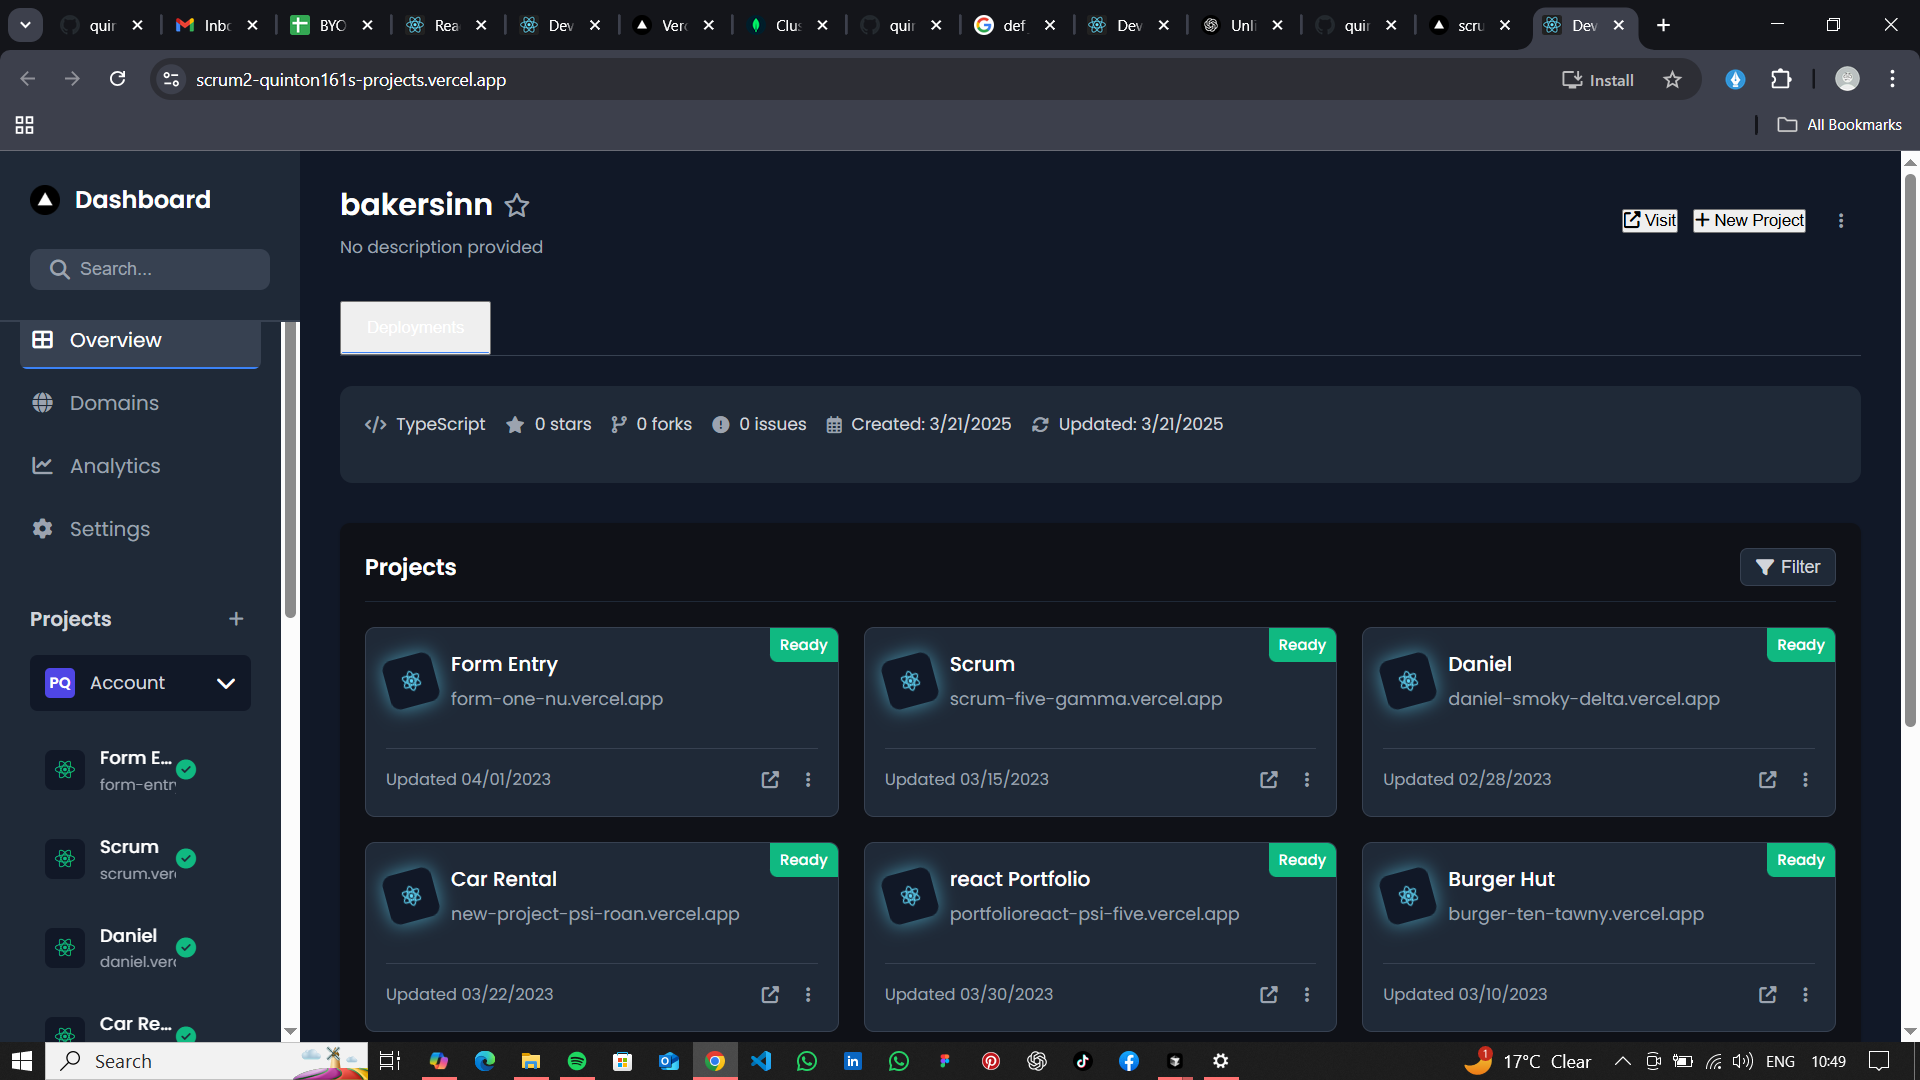 quir
Inbo
BYO
Rea
Dev
Verc
Clus
quir
def
Dev
Unli
quir
scru
Dev
scrum2-quinton161s-projects.vercel.app
Install
All Bookmarks
Dashboard
Search...
Overview
Domains
Analytics
Settings
Projects
PQ Account
Form E...
form-entr
Scrum
scrum.ver
Daniel
daniel.ver
Car Re...
bakersinn
No description provided
Visit
New Project
Deployments
TypeScript 0 stars 0 forks 0 issues Created: 3/21/2025 Updated: 3/21/2025
Projects
Filter
Ready
Form Entry
form-one-nu.vercel.app
Updated 04/01/2023
Ready
Scrum
scrum-five-gamma.vercel.app
Updated 03/15/2023
Ready
Daniel
daniel-smoky-delta.vercel.app
Updated 02/28/2023
Ready
Car Rental
new-project-psi-roan.vercel.app
Updated 03/22/2023
Ready
react Portfolio
portfolioreact-psi-five.vercel.app
Updated 03/30/2023
Ready
Burger Hut
burger-ten-tawny.vercel.app
Updated 03/10/2023
Search
1
17°C Clear
ENG
10:49